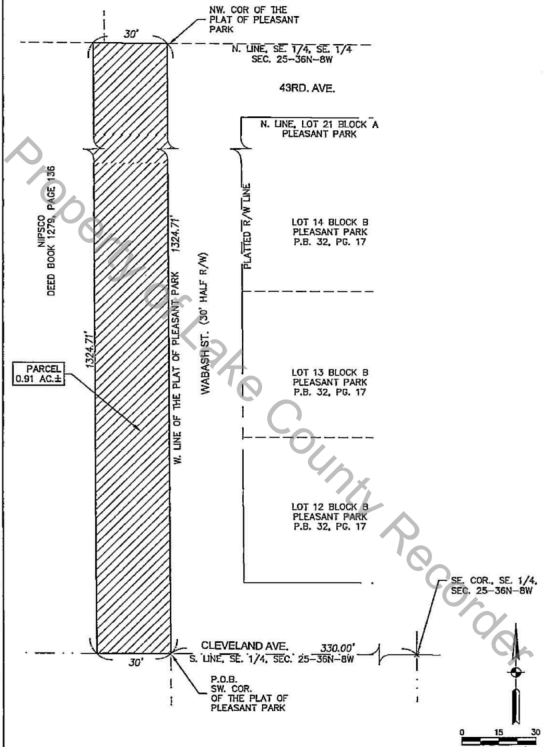 NW. COR OF THE
PLAT OF PLEASANT
PARK
30'
N. LINE, SE. 1/4, SE. 1/4
SEC. 25-36N-8W
43RD. AVE.
N. LINE, LOT 21 BLOCK A
PLEASANT PARK
NIPSCO
DEED BOOK 1279, PAGE 136
PLATTED R/W LINE
LOT 14 BLOCK B
PLEASANT PARK
P.B. 32, PG. 17
1324.71'
W. LINE OF THE PLAT OF PLEASANT PARK 1324.71'
WABASH ST. (30' HALF R/W)
PARCEL
0.91 AC.±
LOT 13 BLOCK B
PLEASANT PARK
P.B. 32, PG. 17
LOT 12 BLOCK B
PLEASANT PARK
P.B. 32, PG. 17
SE. COR., SE. 1/4,
SEC. 25-36N-8W
CLEVELAND AVE. 330.00'
S. LINE, SE. 1/4, SEC. 25-36N-8W
30'
P.O.B.
SW. COR.
OF THE PLAT OF
PLEASANT PARK
0 15 30
Property of Lake County Recorder